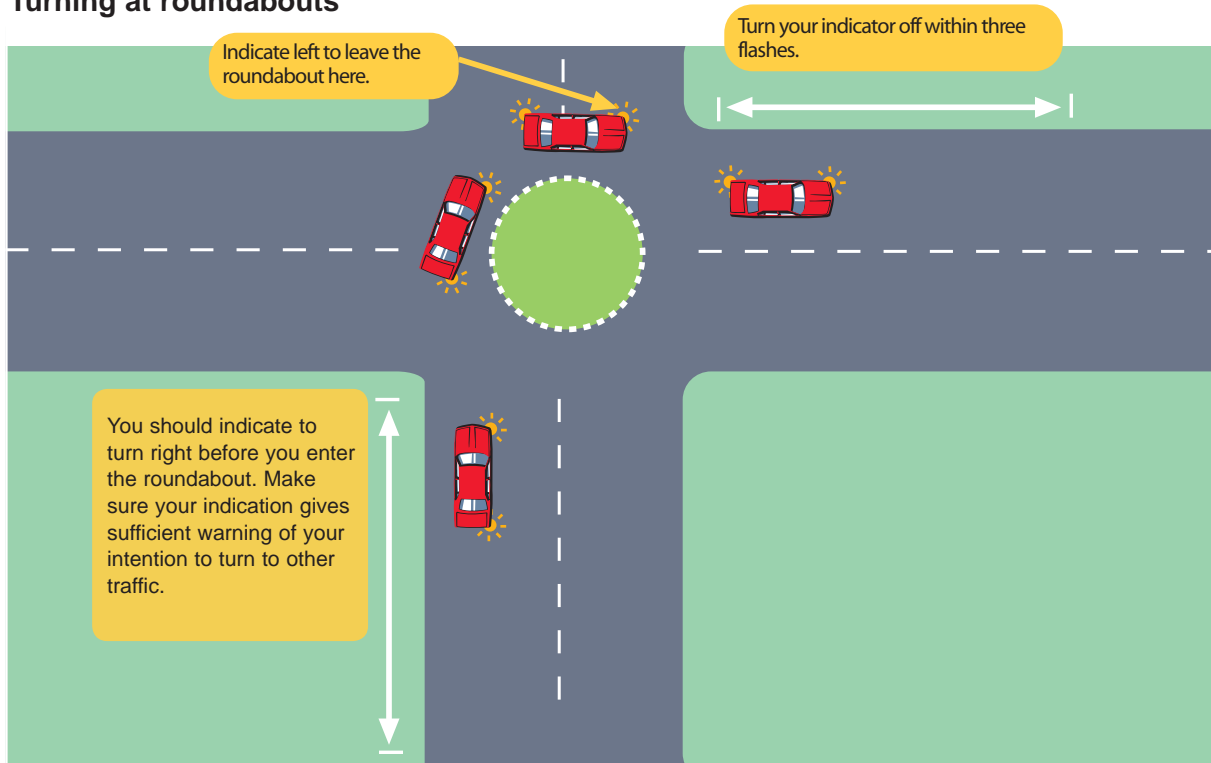 Turning at roundabouts
Indicate left to leave the
roundabout here.
Turn your indicator off within three
flashes.
You should indicate to
turn right before you enter
the roundabout. Make
sure your indication gives
sufficient warning of your
intention to turn to other
traffic.